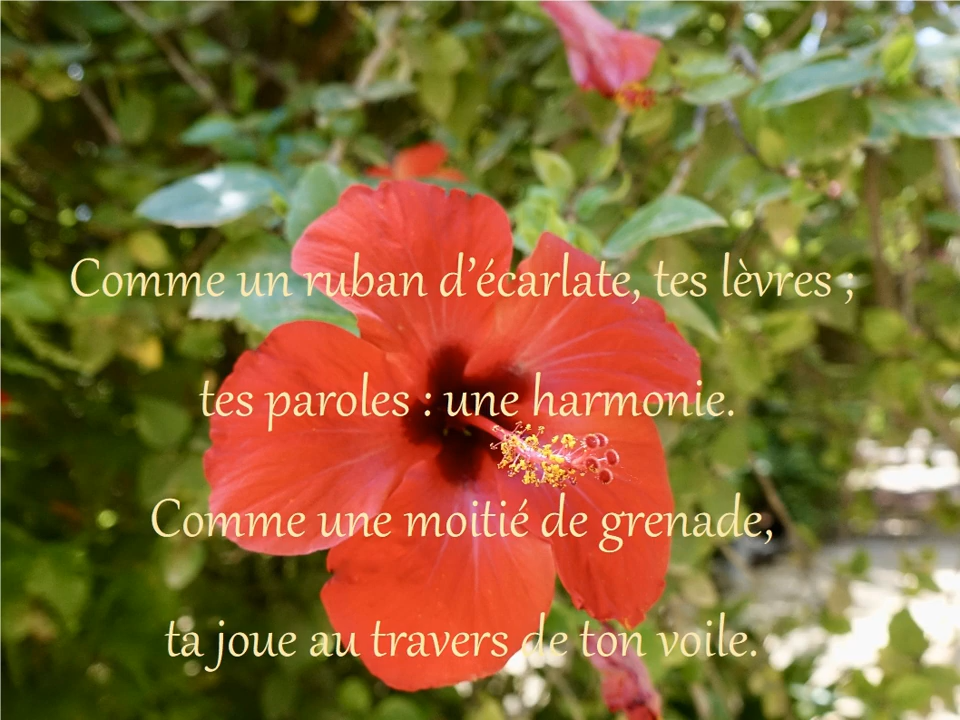 Comme un ruban d’écarlate, tes lèvres ;
tes paroles : une harmonie.
Comme une moitié de grenade,
ta joue au travers de ton voile.